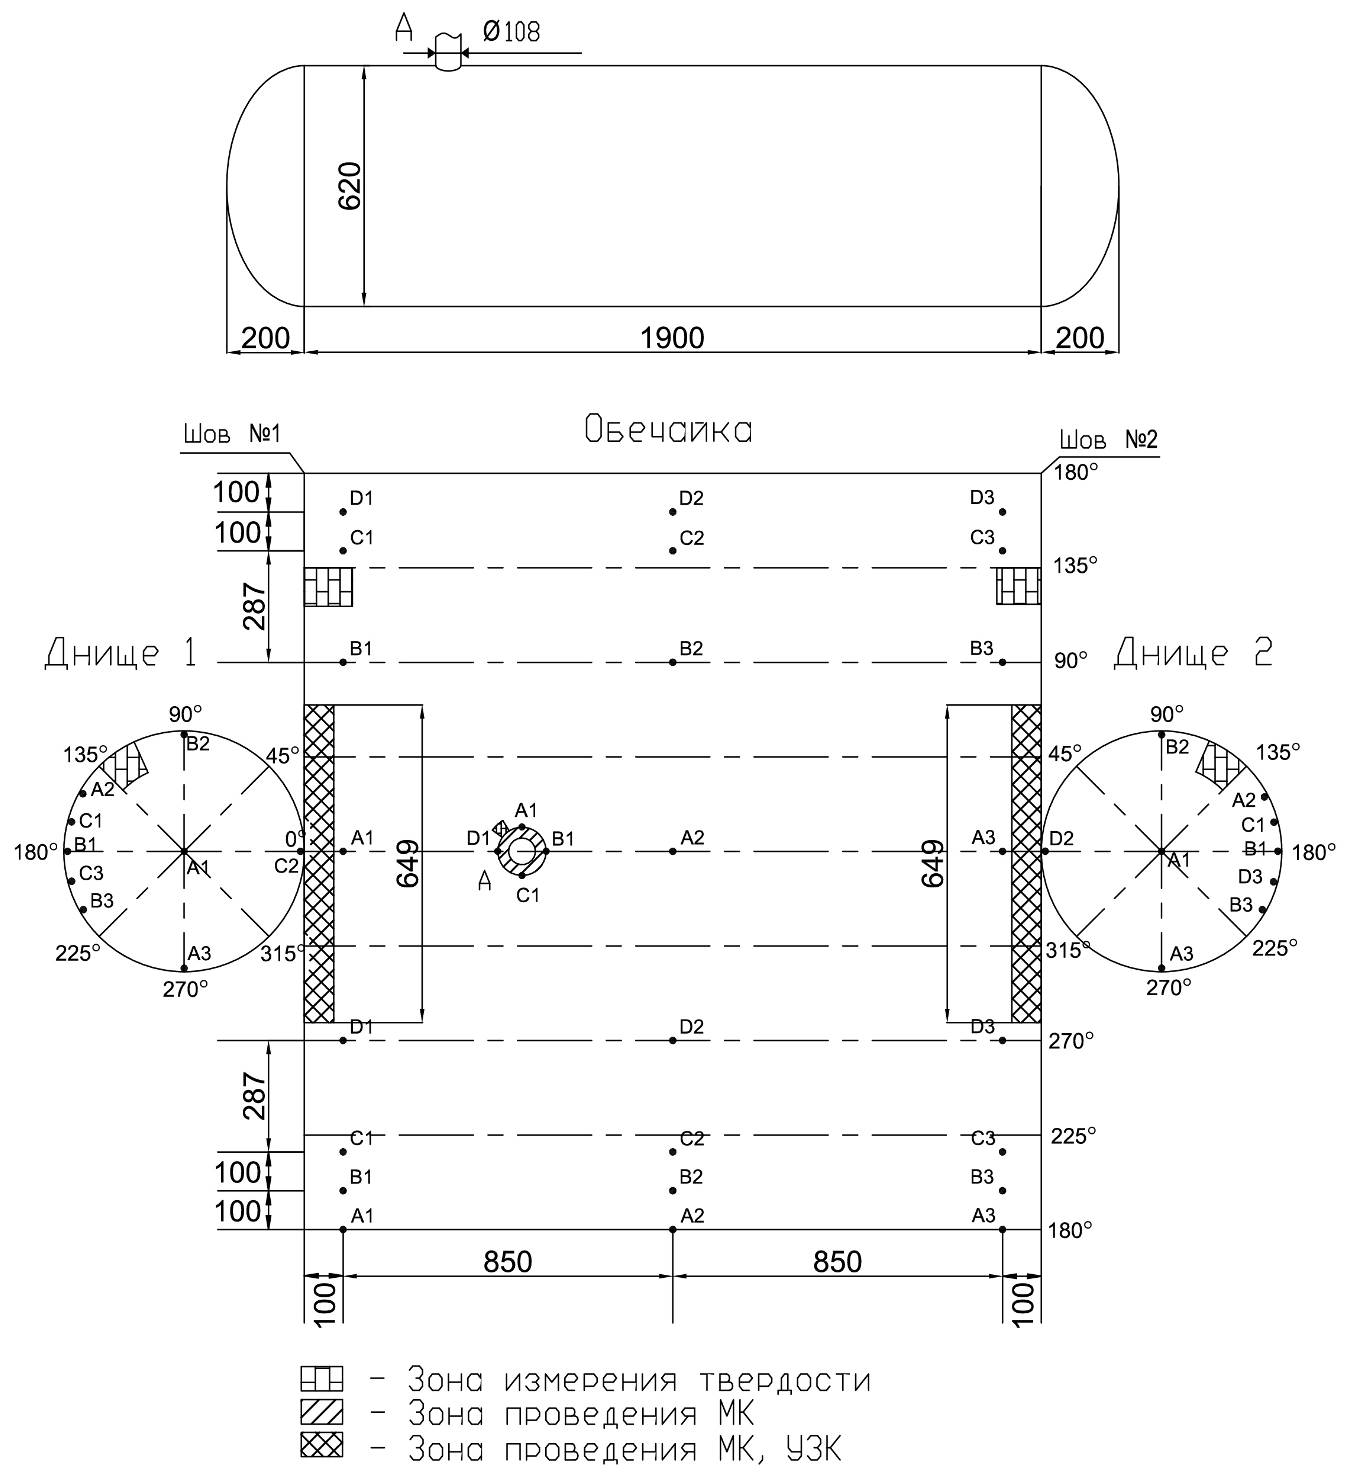 А Ø108
620
200 1900 200
Обечайка
Шов №1 Шов №2
180°
100 D1 D2 D3
100 C1 C2 C3
135°
287
Днище 1 B1 B2 B3 90° Днище 2
90° 90°
B2 B2
135° 45° 45° 135°
A2 A2
C1 C1
A1 D1 A1 B1 A2 A3
180° B1 0° D2 B1 180°
A1 C2 649 A C1 649 A1
C3 D3
B3 B3
225° 315° 315° 225°
A3 A3
270° 270°
D1 D2 D3
270°
287
C1 C2 C3 225°
100 B1 B2 B3
100 A1 A2 A3
180°
850 850
100 100
– Зона измерения твердости
– Зона проведения МК
– Зона проведения МК, УЗК